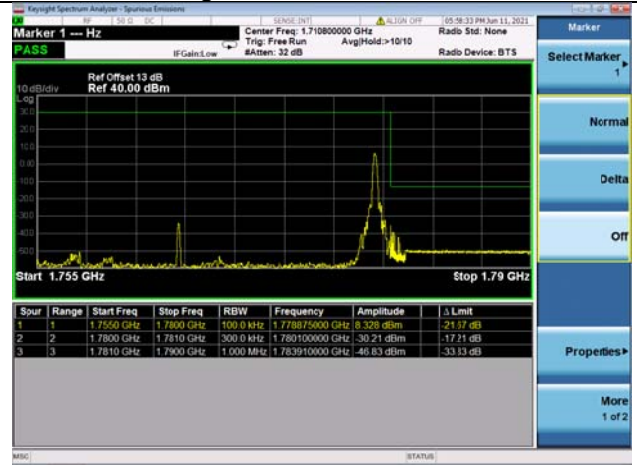 Keysight Spectrum Analyzer - Spurious Emissions
RF 50 Ω DC SENSE:INT ALIGN OFF 05:58:33 PM Jun 11, 2021
Marker 1 --- Hz Center Freq: 1.710800000 GHz Radio Std: None Marker
Trig: Free Run Avg|Hold:>10/10
PASS IFGain:Low #Atten: 32 dB Radio Device: BTS
Select Marker
1
Ref Offset 13 dB
10 dB/div Ref 40.00 dBm
Log
30.0
Normal
20.0
10.0
0.00
Delta
-10.0
-20.0
-30.0
Off
-40.0
-50.0
Start 1.755 GHz Stop 1.79 GHz
Spur Range Start Freq Stop Freq RBW Frequency Amplitude Δ Limit
1 1 1.7550 GHz 1.7800 GHz 100.0 kHz 1.778875000 GHz 8.328 dBm -21.67 dB
2 2 1.7800 GHz 1.7810 GHz 300.0 kHz 1.780100000 GHz -30.21 dBm -17.21 dB
3 3 1.7810 GHz 1.7900 GHz 1.000 MHz 1.783910000 GHz -46.83 dBm -33.83 dB
Properties
More
1 of 2
MSG STATUS